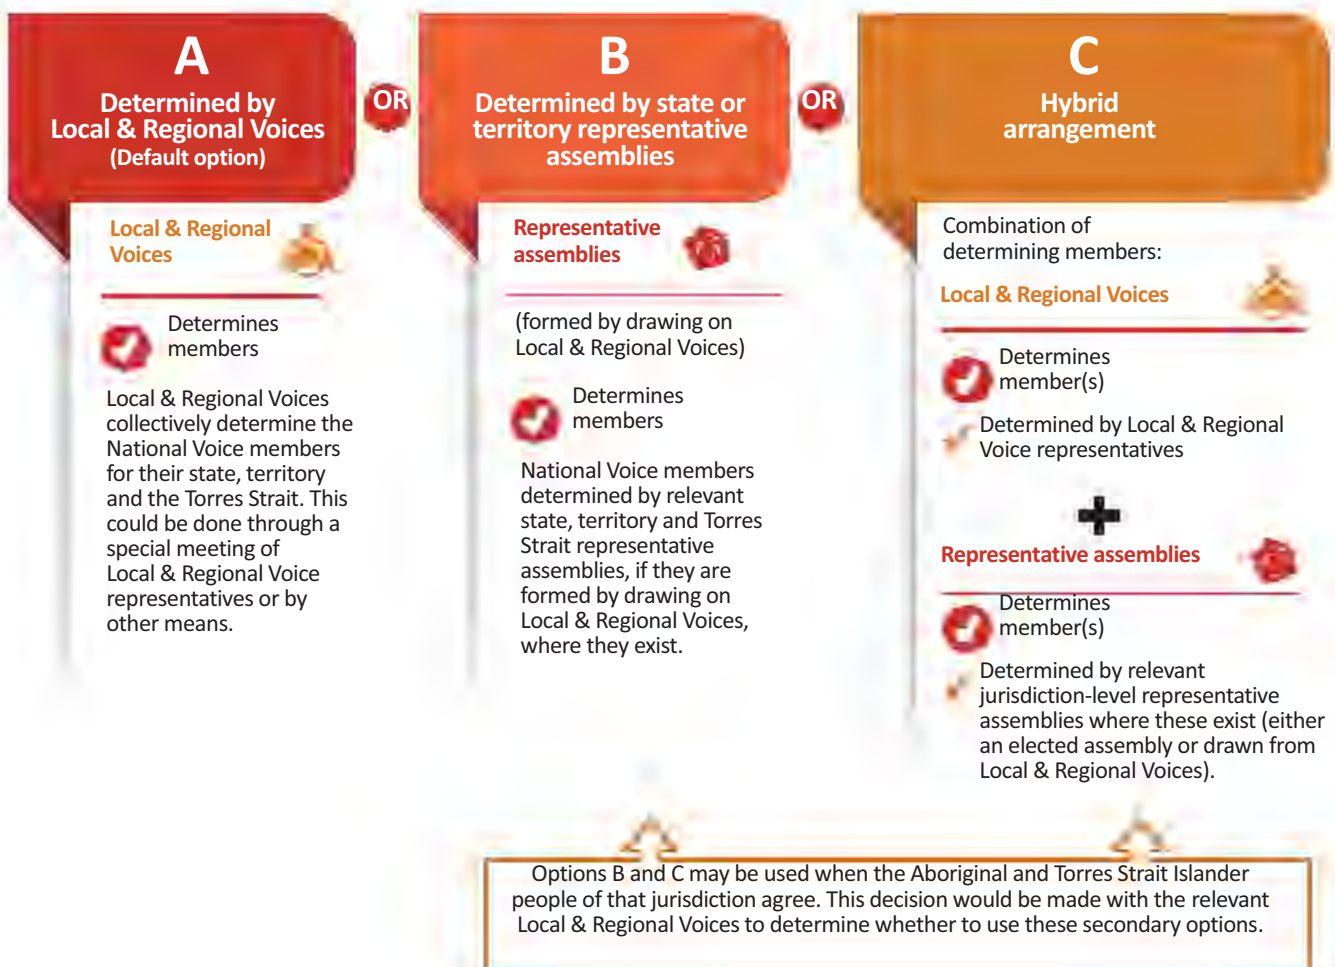 A
Determined by
Local & Regional Voices
(Default option)
Local & Regional
Voices
Determines
members
Local & Regional Voices
collectively determine the
National Voice members
for their state, territory
and the Torres Strait. This
could be done through a
special meeting of
Local & Regional Voice
representatives or by
other means.
OR
B
Determined by state or
territory representative
assemblies
Representative
assemblies
(formed by drawing on
Local & Regional Voices)
Determines
members
National Voice members
determined by relevant
state, territory and Torres
Strait representative
assemblies, if they are
formed by drawing on
Local & Regional Voices,
where they exist.
OR
C
Hybrid
arrangement
Combination of
determining members:
Local & Regional Voices
Determines
member(s)
Determined by Local & Regional
Voice representatives
+
Representative assemblies
Determines
member(s)
Determined by relevant
jurisdiction-level representative
assemblies where these exist (either
an elected assembly or drawn from
Local & Regional Voices).
Options B and C may be used when the Aboriginal and Torres Strait Islander
people of that jurisdiction agree. This decision would be made with the relevant
Local & Regional Voices to determine whether to use these secondary options.